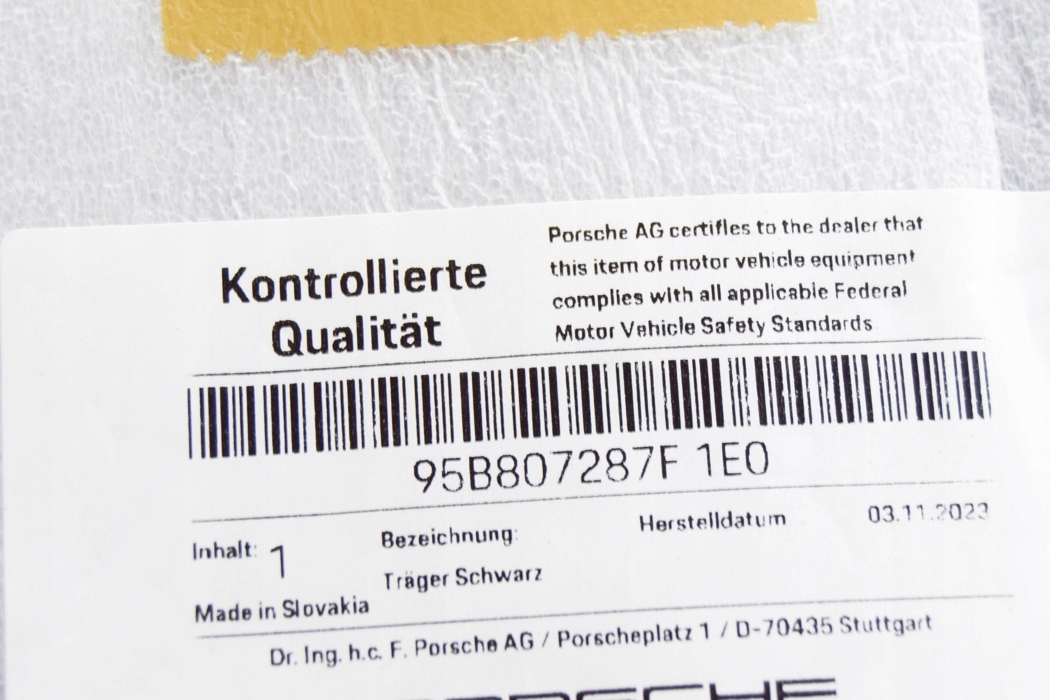 Kontrollierte
Qualität
Porsche AG certifies to the dealer that
this item of motor vehicle equipment
complies with all applicable Federal
Motor Vehicle Safety Standards
95B807287F 1E0
Inhalt: 1
Bezeichnung:
Träger Schwarz
Herstelldatum 03.11.2023
Made in Slovakia
Dr. Ing. h.c. F. Porsche AG / Porscheplatz 1 / D-70435 Stuttgart
PORSCHE